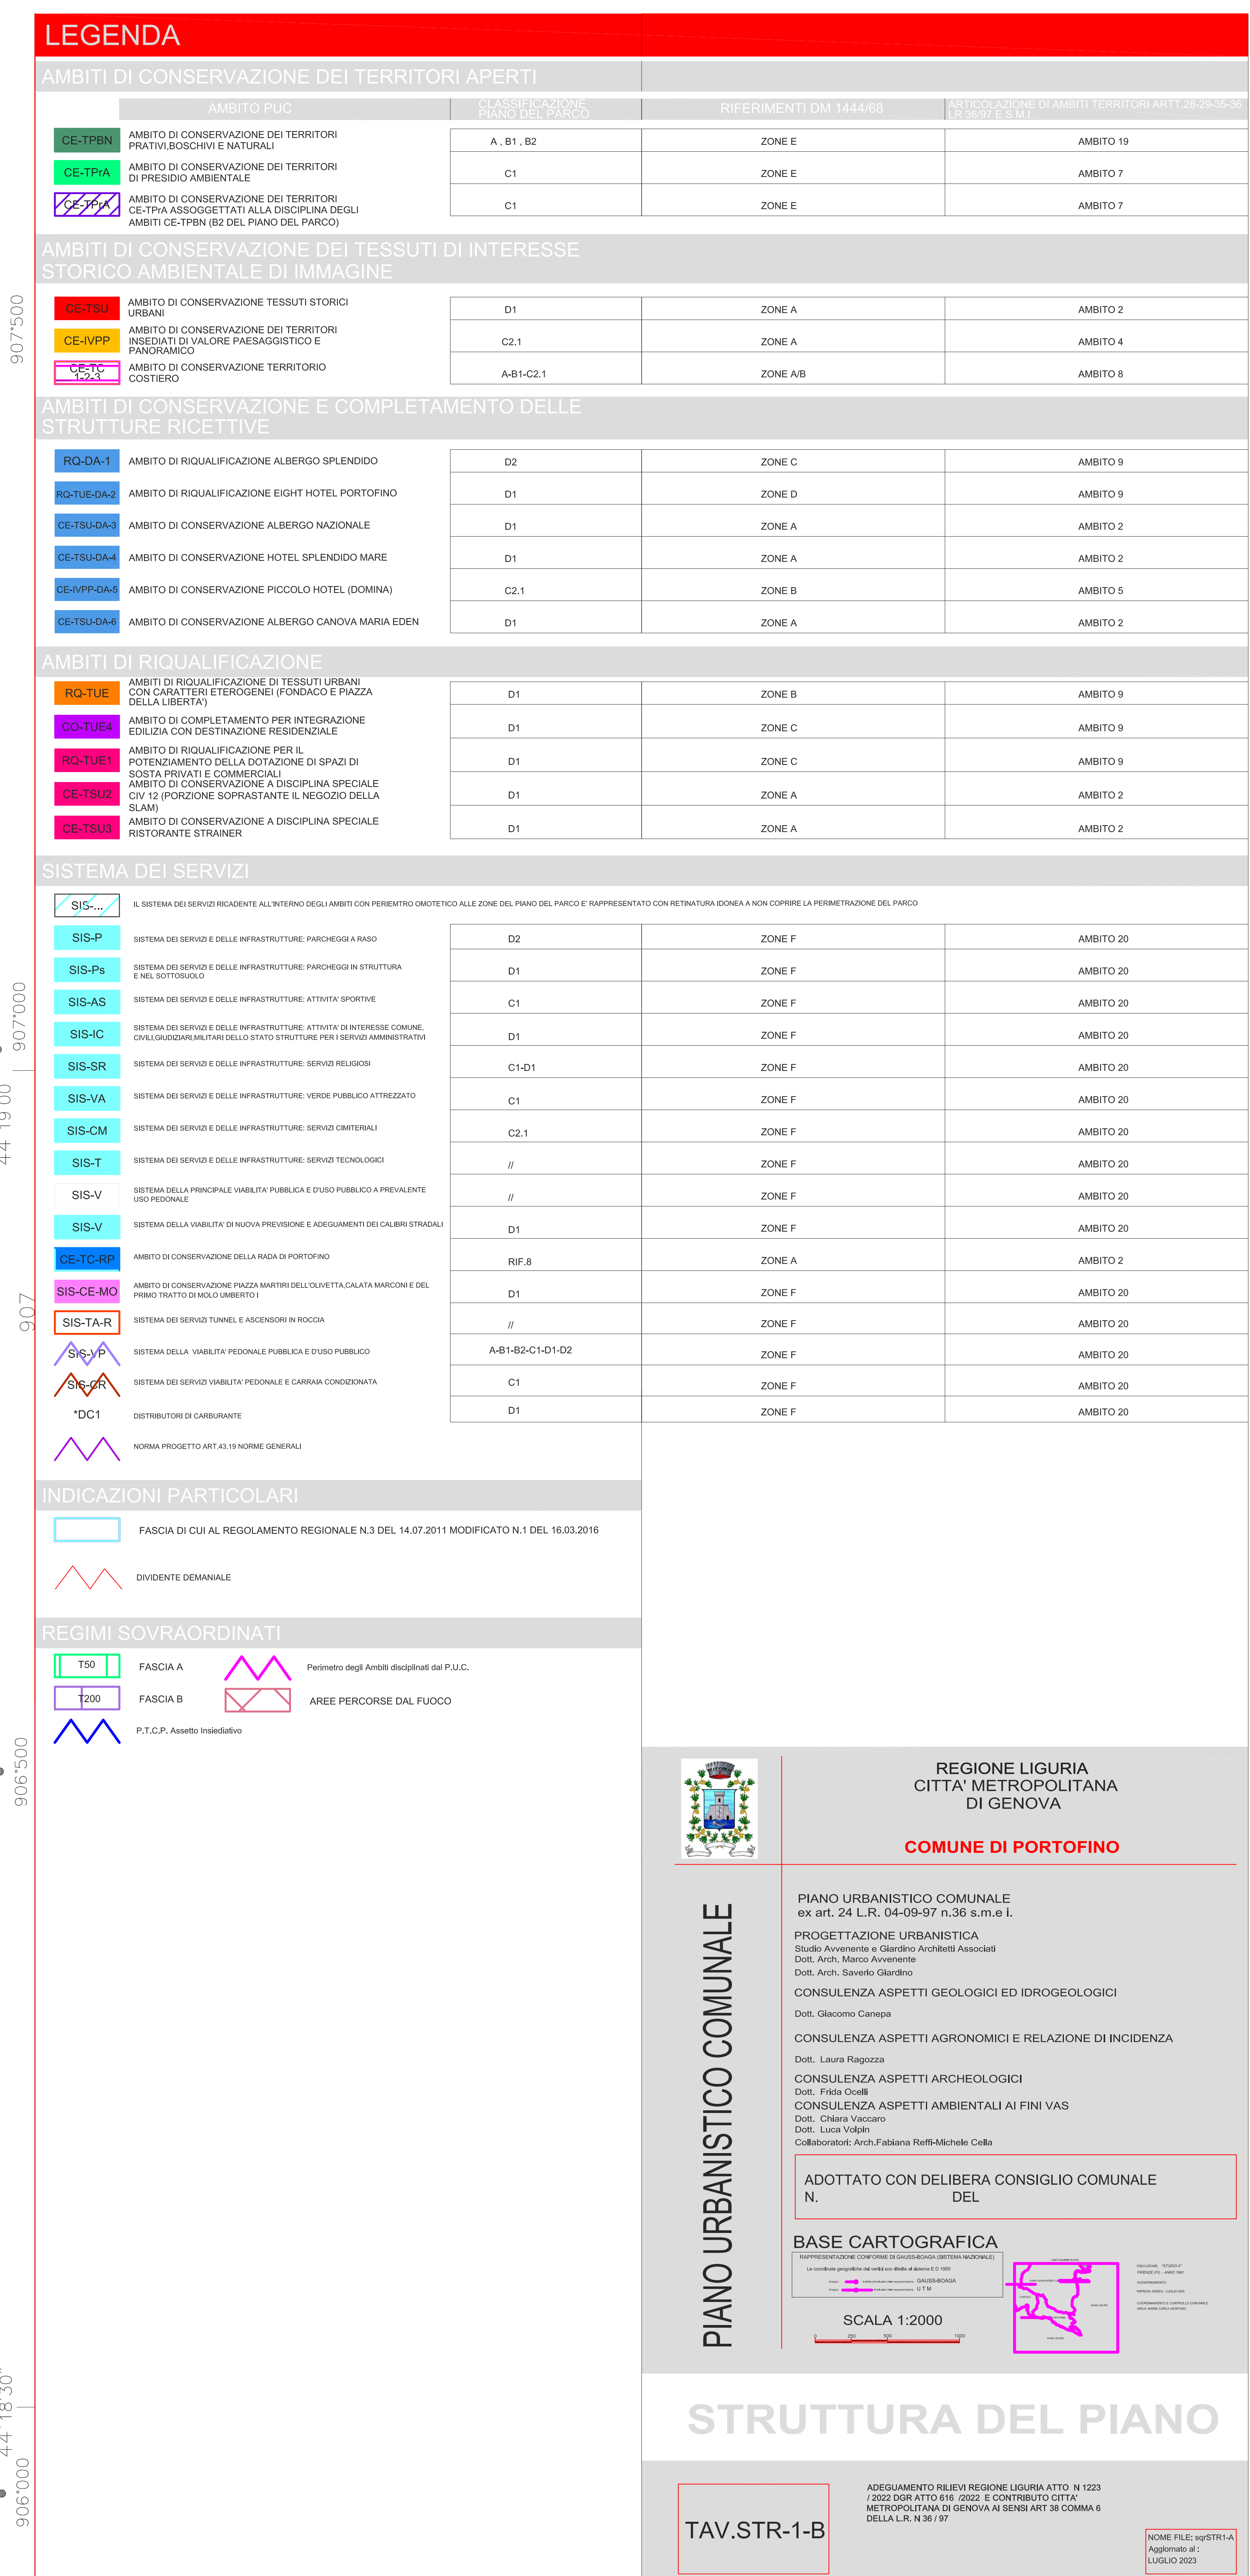 LEGENDA
AMBITI DI CONSERVAZIONE DEI TERRITORI APERTI
AMBITO PUC
CLASSIFICAZIONE
PIANO DEL PARCO
RIFERIMENTI DM 1444/68
ARTICOLAZIONE DI AMBITI TERRITORI ARTT.28-29-35-36
LR 36/97 E S.M.I.
CE-TPBN
AMBITO DI CONSERVAZIONE DEI TERRITORI
PRATIVI,BOSCHIVI E NATURALI
A , B1 , B2
ZONE E
AMBITO 19
CE-TPrA
AMBITO DI CONSERVAZIONE DEI TERRITORI
DI PRESIDIO AMBIENTALE
C1
ZONE E
AMBITO 7
CE-TPrA
AMBITO DI CONSERVAZIONE DEI TERRITORI
CE-TPrA ASSOGGETTATI ALLA DISCIPLINA DEGLI
AMBITI CE-TPBN (B2 DEL PIANO DEL PARCO)
C1
ZONE E
AMBITO 7
AMBITI DI CONSERVAZIONE DEI TESSUTI DI INTERESSE
STORICO AMBIENTALE DI IMMAGINE
CE-TSU
AMBITO DI CONSERVAZIONE TESSUTI STORICI
URBANI
D1
ZONE A
AMBITO 2
CE-IVPP
AMBITO DI CONSERVAZIONE DEI TERRITORI
INSEDIATI DI VALORE PAESAGGISTICO E
PANORAMICO
C2.1
ZONE A
AMBITO 4
CE-TC
1-2-3
AMBITO DI CONSERVAZIONE TERRITORIO
COSTIERO
A-B1-C2.1
ZONE A/B
AMBITO 8
AMBITI DI CONSERVAZIONE E COMPLETAMENTO DELLE
STRUTTURE RICETTIVE
RQ-DA-1
AMBITO DI RIQUALIFICAZIONE ALBERGO SPLENDIDO
D2
ZONE C
AMBITO 9
RQ-TUE-DA-2
AMBITO DI RIQUALIFICAZIONE EIGHT HOTEL PORTOFINO
D1
ZONE D
AMBITO 9
CE-TSU-DA-3
AMBITO DI CONSERVAZIONE ALBERGO NAZIONALE
D1
ZONE A
AMBITO 2
CE-TSU-DA-4
AMBITO DI CONSERVAZIONE HOTEL SPLENDIDO MARE
D1
ZONE A
AMBITO 2
CE-IVPP-DA-5
AMBITO DI CONSERVAZIONE PICCOLO HOTEL (DOMINA)
C2.1
ZONE B
AMBITO 5
CE-TSU-DA-6
AMBITO DI CONSERVAZIONE ALBERGO CANOVA MARIA EDEN
D1
ZONE A
AMBITO 2
AMBITI DI RIQUALIFICAZIONE
RQ-TUE
AMBITI DI RIQUALIFICAZIONE DI TESSUTI URBANI
CON CARATTERI ETEROGENEI (FONDACO E PIAZZA
DELLA LIBERTA')
D1
ZONE B
AMBITO 9
CO-TUE4
AMBITO DI COMPLETAMENTO PER INTEGRAZIONE
EDILIZIA CON DESTINAZIONE RESIDENZIALE
D1
ZONE C
AMBITO 9
RQ-TUE1
AMBITO DI RIQUALIFICAZIONE PER IL
POTENZIAMENTO DELLA DOTAZIONE DI SPAZI DI
SOSTA PRIVATI E COMMERCIALI
D1
ZONE C
AMBITO 9
CE-TSU2
AMBITO DI CONSERVAZIONE A DISCIPLINA SPECIALE
CIV 12 (PORZIONE SOPRASTANTE IL NEGOZIO DELLA
SLAM)
D1
ZONE A
AMBITO 2
CE-TSU3
AMBITO DI CONSERVAZIONE A DISCIPLINA SPECIALE
RISTORANTE STRAINER
D1
ZONE A
AMBITO 2
SISTEMA DEI SERVIZI
SIS-...
IL SISTEMA DEI SERVIZI RICADENTE ALL'INTERNO DEGLI AMBITI CON PERIEMTRO OMOTETICO ALLE ZONE DEL PIANO DEL PARCO E' RAPPRESENTATO CON RETINATURA IDONEA A NON COPRIRE LA PERIMETRAZIONE DEL PARCO
SIS-P
SISTEMA DEI SERVIZI E DELLE INFRASTRUTTURE: PARCHEGGI A RASO
D2
ZONE F
AMBITO 20
SIS-Ps
SISTEMA DEI SERVIZI E DELLE INFRASTRUTTURE: PARCHEGGI IN STRUTTURA
E NEL SOTTOSUOLO
D1
ZONE F
AMBITO 20
SIS-AS
SISTEMA DEI SERVIZI E DELLE INFRASTRUTTURE: ATTIVITA' SPORTIVE
C1
ZONE F
AMBITO 20
SIS-IC
SISTEMA DEI SERVIZI E DELLE INFRASTRUTTURE: ATTIVITA' DI INTERESSE COMUNE,
CIVILI,GIUDIZIARI,MILITARI DELLO STATO STRUTTURE PER I SERVIZI AMMINISTRATIVI
D1
ZONE F
AMBITO 20
SIS-SR
SISTEMA DEI SERVIZI E DELLE INFRASTRUTTURE: SERVIZI RELIGIOSI
C1-D1
ZONE F
AMBITO 20
SIS-VA
SISTEMA DEI SERVIZI E DELLE INFRASTRUTTURE: VERDE PUBBLICO ATTREZZATO
C1
ZONE F
AMBITO 20
SIS-CM
SISTEMA DEI SERVIZI E DELLE INFRASTRUTTURE: SERVIZI CIMITERIALI
C2.1
ZONE F
AMBITO 20
SIS-T
SISTEMA DEI SERVIZI E DELLE INFRASTRUTTURE: SERVIZI TECNOLOGICI
//
ZONE F
AMBITO 20
SIS-V
SISTEMA DELLA PRINCIPALE VIABILITA' PUBBLICA E D'USO PUBBLICO A PREVALENTE
USO PEDONALE
//
ZONE F
AMBITO 20
SIS-V
SISTEMA DELLA VIABILITA' DI NUOVA PREVISIONE E ADEGUAMENTI DEI CALIBRI STRADALI
D1
ZONE F
AMBITO 20
CE-TC-RP
AMBITO DI CONSERVAZIONE DELLA RADA DI PORTOFINO
RIF.8
ZONE A
AMBITO 2
SIS-CE-MO
AMBITO DI CONSERVAZIONE PIAZZA MARTIRI DELL'OLIVETTA,CALATA MARCONI E DEL
PRIMO TRATTO DI MOLO UMBERTO I
D1
ZONE F
AMBITO 20
SIS-TA-R
SISTEMA DEI SERVIZI TUNNEL E ASCENSORI IN ROCCIA
//
ZONE F
AMBITO 20
SIS-VP
SISTEMA DELLA VIABILITA' PEDONALE PUBBLICA E D'USO PUBBLICO
A-B1-B2-C1-D1-D2
ZONE F
AMBITO 20
SIS-CR
SISTEMA DEI SERVIZI VIABILITA' PEDONALE E CARRAIA CONDIZIONATA
C1
ZONE F
AMBITO 20
*DC1
DISTRIBUTORI DI CARBURANTE
D1
ZONE F
AMBITO 20
NORMA PROGETTO ART.43.19 NORME GENERALI
INDICAZIONI PARTICOLARI
FASCIA DI CUI AL REGOLAMENTO REGIONALE N.3 DEL 14.07.2011 MODIFICATO N.1 DEL 16.03.2016
DIVIDENTE DEMANIALE
REGIMI SOVRAORDINATI
T50
FASCIA A
Perimetro degli Ambiti disciplinati dal P.U.C.
T200
FASCIA B
AREE PERCORSE DAL FUOCO
P.T.C.P. Assetto Insiediativo
907°500
907°000
44°19'00
907
906°500
44°18'30"
906°000
REGIONE LIGURIA
CITTA' METROPOLITANA
DI GENOVA
COMUNE DI PORTOFINO
PIANO URBANISTICO COMUNALE
PIANO URBANISTICO COMUNALE
ex art. 24 L.R. 04-09-97 n.36 s.m.e i.
PROGETTAZIONE URBANISTICA
Studio Avvenente e Giardino Architetti Associati
Dott. Arch. Marco Avvenente
Dott. Arch. Saverio Giardino
CONSULENZA ASPETTI GEOLOGICI ED IDROGEOLOGICI
Dott. Giacomo Canepa
CONSULENZA ASPETTI AGRONOMICI E RELAZIONE DI INCIDENZA
Dott. Laura Ragozza
CONSULENZA ASPETTI ARCHEOLOGICI
Dott. Frida Ocelli
CONSULENZA ASPETTI AMBIENTALI AI FINI VAS
Dott. Chiara Vaccaro
Dott. Luca Volpin
Collaboratori: Arch.Fabiana Reffi-Michele Cella
ADOTTATO CON DELIBERA CONSIGLIO COMUNALE
N. DEL
BASE CARTOGRAFICA
RAPPRESENTAZIONE CONFORME DI GAUSS-BOAGA (SISTEMA NAZIONALE)
Le coordinate geografiche dei vertici son riferite al sistema E D 1950
GAUSS-BOAGA
U T M
SCALA 1:2000
0 250 500 1000
STRUTTURA DEL PIANO
TAV.STR-1-B
ADEGUAMENTO RILIEVI REGIONE LIGURIA ATTO N 1223
/ 2022 DGR ATTO 616 /2022 E CONTRIBUTO CITTA'
METROPOLITANA DI GENOVA AI SENSI ART 38 COMMA 6
DELLA L.R. N 36 / 97
NOME FILE: sqrSTR1-A
Aggiornato al :
LUGLIO 2023